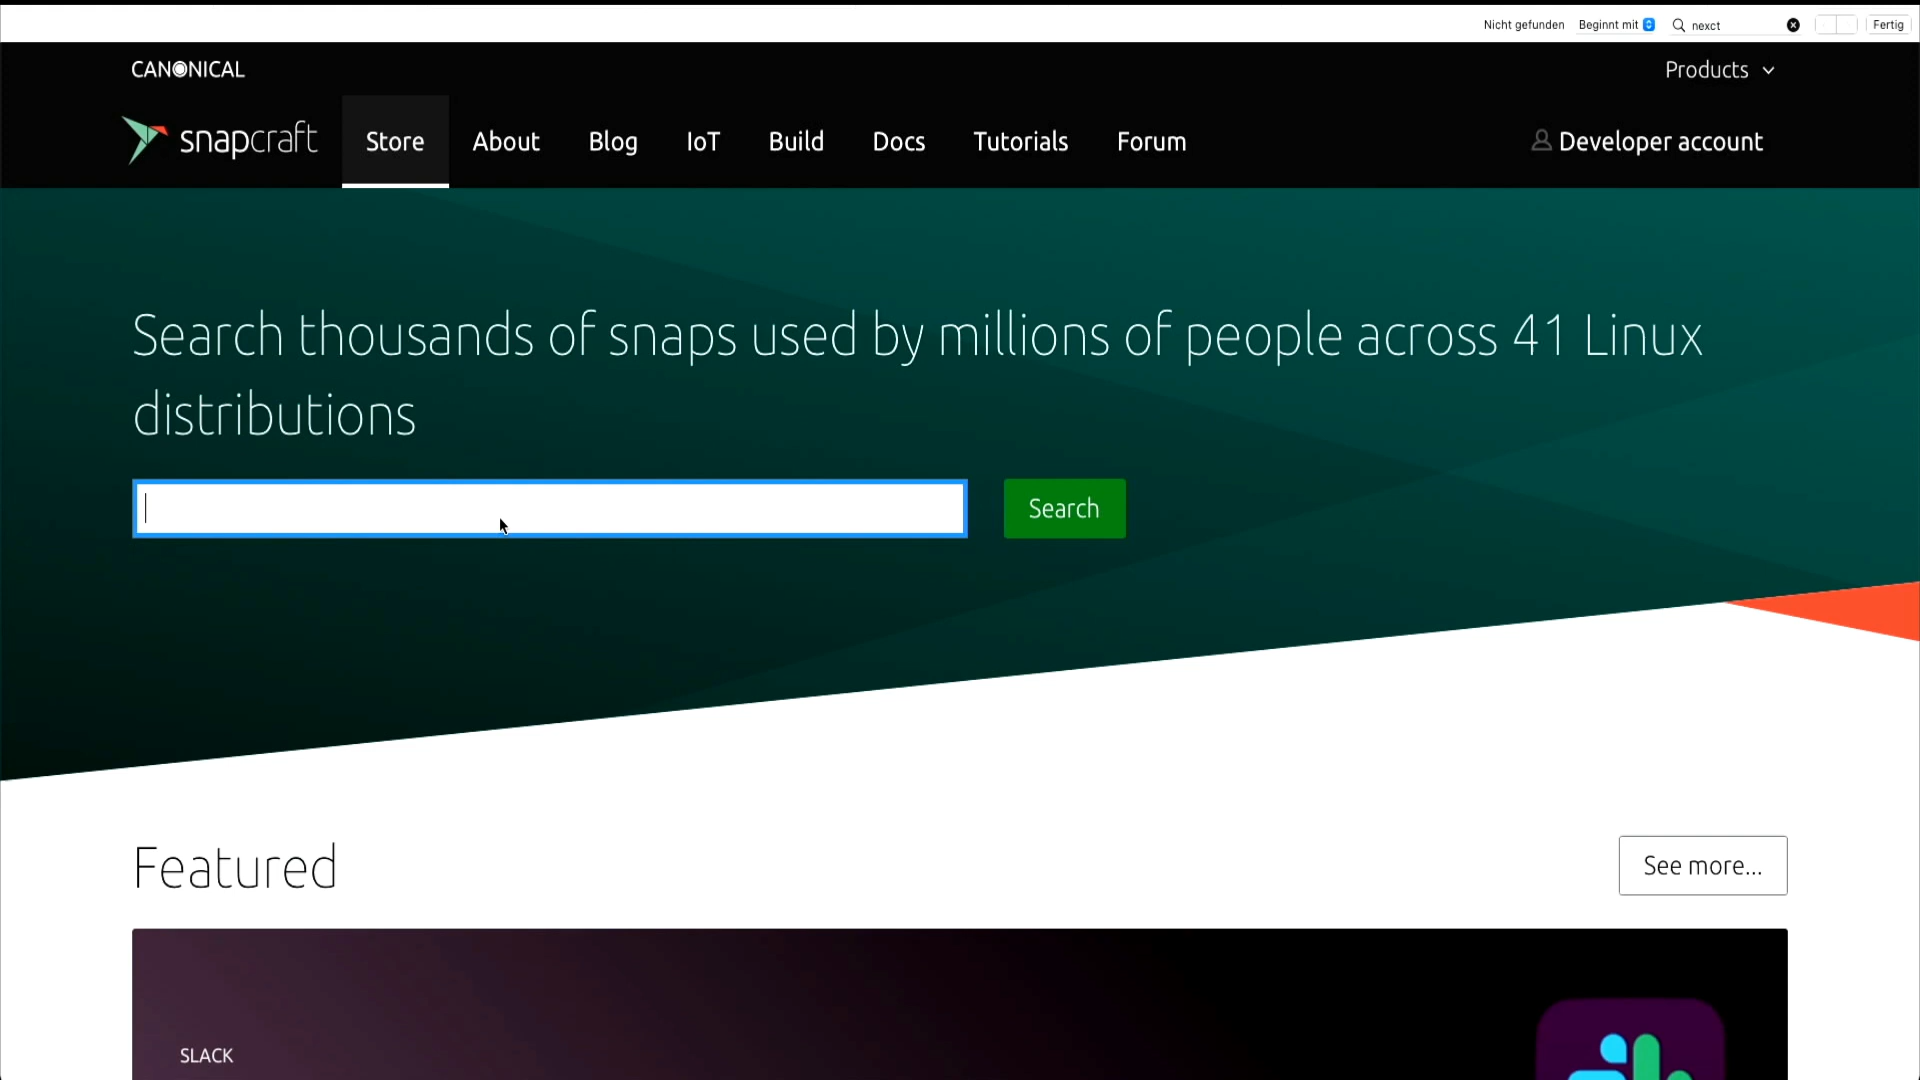 Nicht gefunden Beginnt mit nexct Fertig
CANONICAL Products
snapcraft Store About Blog IoT Build Docs Tutorials Forum Developer account
Search thousands of snaps used by millions of people across 41 Linux
distributions
Search
Featured See more...
SLACK